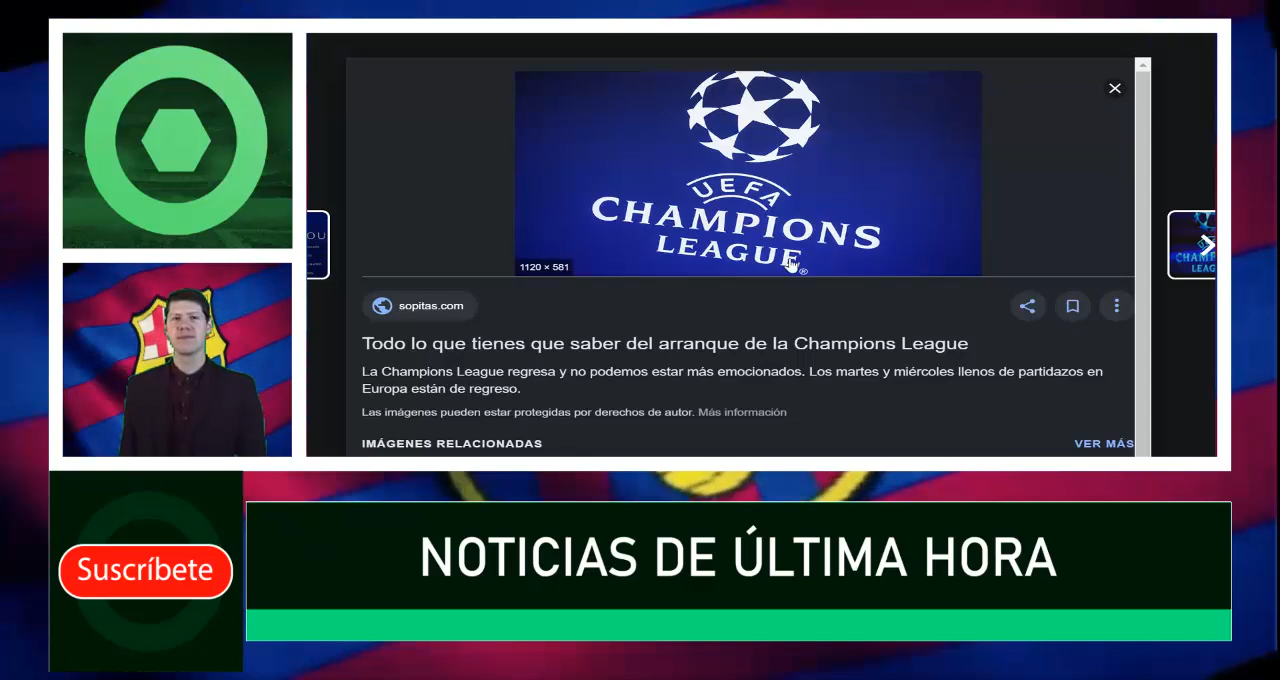 UEFA
CHAMPIONS
LEAGUE
®
1120 × 581
OU
CHAMP
LEAG
sopitas.com
Todo lo que tienes que saber del arranque de la Champions League
La Champions League regresa y no podemos estar más emocionados. Los martes y miércoles llenos de partidazos en
Europa están de regreso.
Las imágenes pueden estar protegidas por derechos de autor. Más información
IMÁGENES RELACIONADAS
VER MÁS
Suscríbete
NOTICIAS DE ÚLTIMA HORA